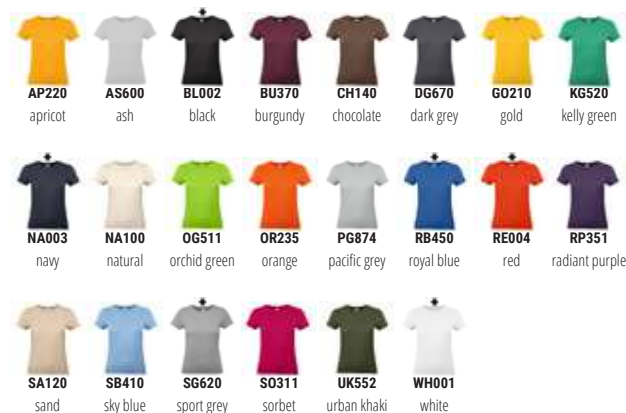 AP220 AS600 BL002 BU370 CH140 DG670 GO210 KG520
apricot ash black burgundy chocolate dark grey gold kelly green
NA003 NA100 OG511 OR235 PG874 RB450 RE004 RP351
navy natural orchid green orange pacific grey royal blue red radiant purple
SA120 SB410 SG620 SO311 UK552 WH001
sand sky blue sport grey sorbet urban khaki white